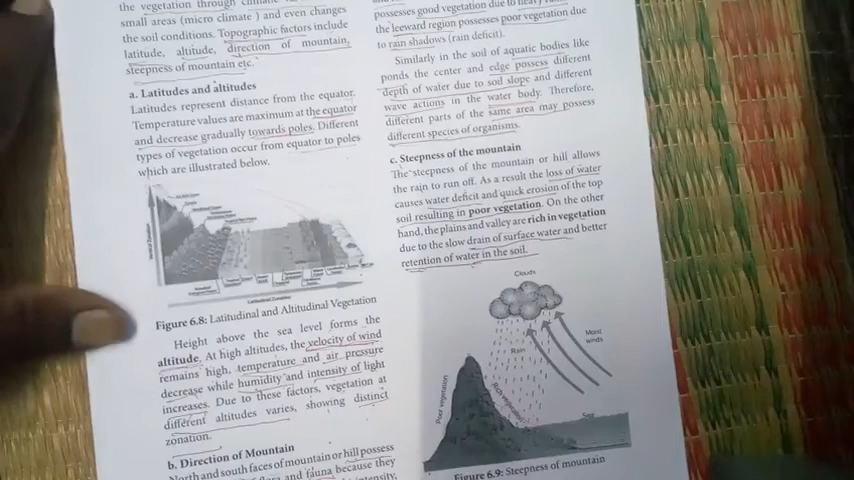 the vegetation through
small areas (micro climate ) and even changes
the soil conditions. Topographic factors include
latitude, altitude, direction of mountain,
steepness of mountain etc.
a. Latitudes and altitudes
Latitudes represent distance from the equator.
Temperature values are maximum at the equator
and decrease gradually towards poles. Different
types of vegetation occur from equator to poles
which are illustrated below.
Latitudinal Zonation
Figure 6.8: Latitudinal and Altitudinal Vegetation
Height above the sea level forms the
altitude. At high altitudes, the velocity of wind
remains high, temperature and air pressure
decrease while humidity and intensity of light
increases. Due to these factors, vegetation at
different altitudes varies, showing distinct
zonation.
b. Direction of Mountain
North and south faces of mountain or hill possess
flora and fauna because they
possesses good vegetation due to heavy
the leeward region possesses poor vegetation due
to rain shadows (rain deficit).
Similarly in the soil of aquatic bodies like
ponds the center and edge possess different
depth of water due to soil slope and different
wave actions in the water body. Therefore,
different parts of the same area may possess
different species of organisms.
c. Steepness of the mountain
The steepness of the mountain or hill allows
the rain to run off. As a result the loss of water
causes water deficit and quick erosion of the top
soil resulting in poor vegetation. On the other
hand, the plains and valley are rich in vegetation
due to the slow drain of surface water and better
retention of water in the soil.
Clouds
Moist
winds
Rain
Poor vegetation
Rich vegetation
Sea
Figure 6.9: Steepness of mountain